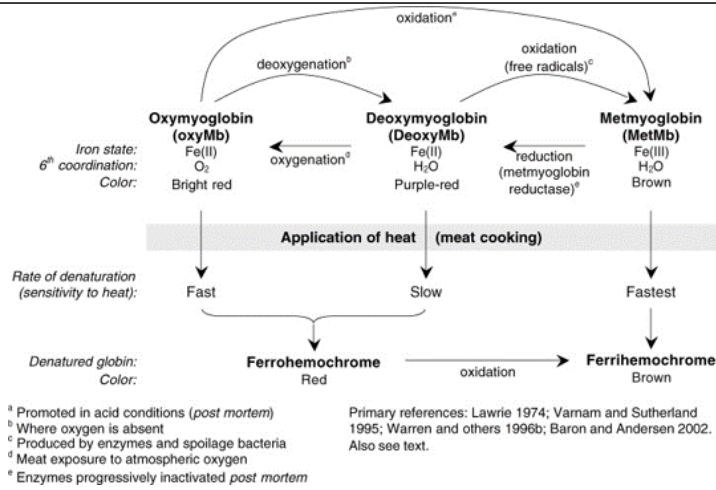 oxidationᵉ
deoxygenationᵇ
oxidation
(free radicals)ᶜ
Oxymyoglobin
(oxyMb)
Deoxymyoglobin
(DeoxyMb)
Metmyoglobin
(MetMb)
Iron state:
Fe(II)
Fe(II)
Fe(III)
6ᵗʰ coordination:
O₂
H₂O
H₂O
Color:
Bright red
Purple-red
Brown
oxygenationᵈ
reduction
(metmyoglobin
reductase)ᵉ
Application of heat (meat cooking)
Rate of denaturation
(sensitivity to heat):
Fast
Slow
Fastest
Denatured globin:
Ferrohemochrome
Ferrihemochrome
Color:
Red
oxidation
Brown
ᵃ Promoted in acid conditions (post mortem)
ᵇ Where oxygen is absent
ᶜ Produced by enzymes and spoilage bacteria
ᵈ Meat exposure to atmospheric oxygen
ᵉ Enzymes progressively inactivated post mortem
Primary references: Lawrie 1974; Varnam and Sutherland
1995; Warren and others 1996b; Baron and Andersen 2002.
Also see text.